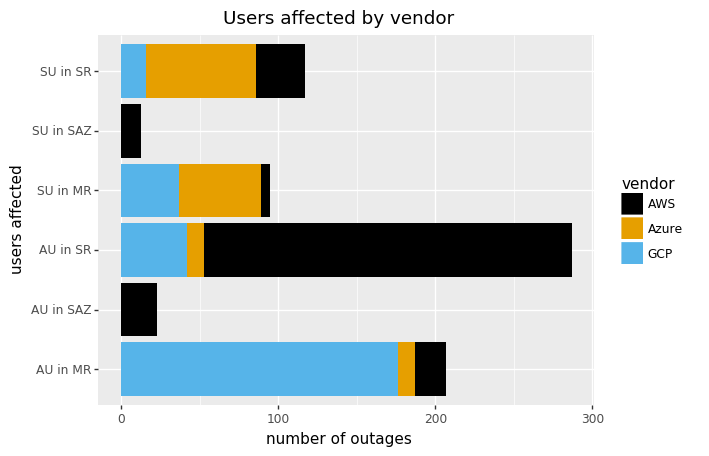 Users affected by vendor
users affected
SU in SR
SU in SAZ
SU in MR
AU in SR
AU in SAZ
AU in MR
0
100
200
300
number of outages
vendor
AWS
Azure
GCP